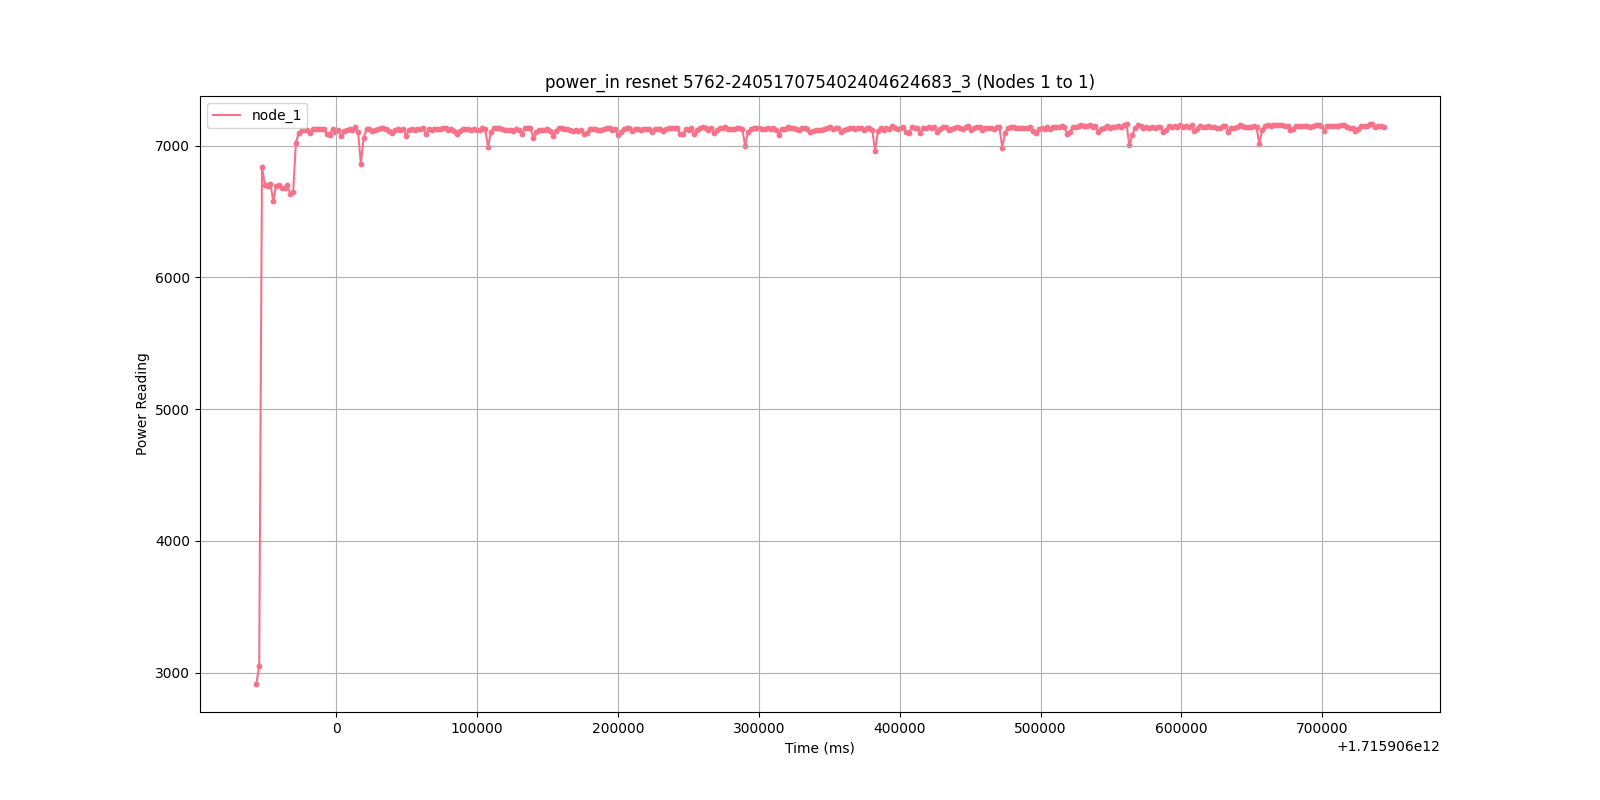 power_in resnet 5762-240517075402404624683_3 (Nodes 1 to 1)
node_1
7000
6000
5000
4000
3000
Power Reading
0 100000 200000 300000 400000 500000 600000 700000
Time (ms)
+1.715906e12